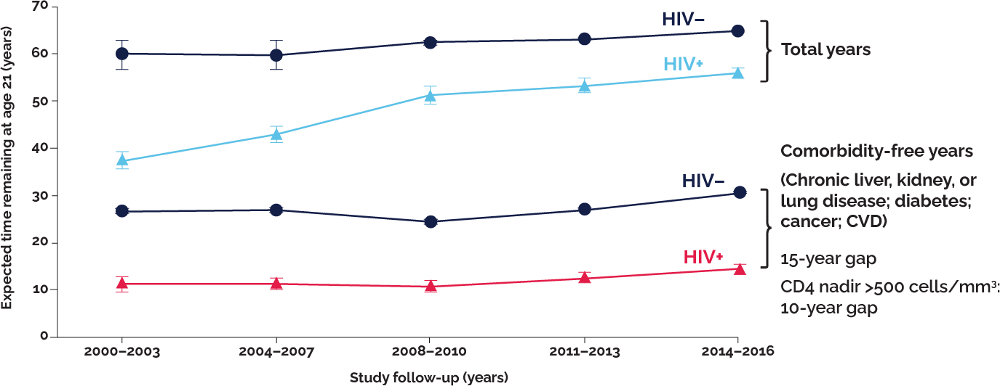 Expected time remaining at age 21 (years)
70
60
50
40
30
20
10
0
HIV–
HIV+
Total years
HIV–
HIV+
Comorbidity-free years
(Chronic liver, kidney, or
lung disease; diabetes;
cancer; CVD)
15-year gap
CD4 nadir >500 cells/mm³:
10-year gap
2000–2003
2004–2007
2008–2010
2011–2013
2014–2016
Study follow-up (years)